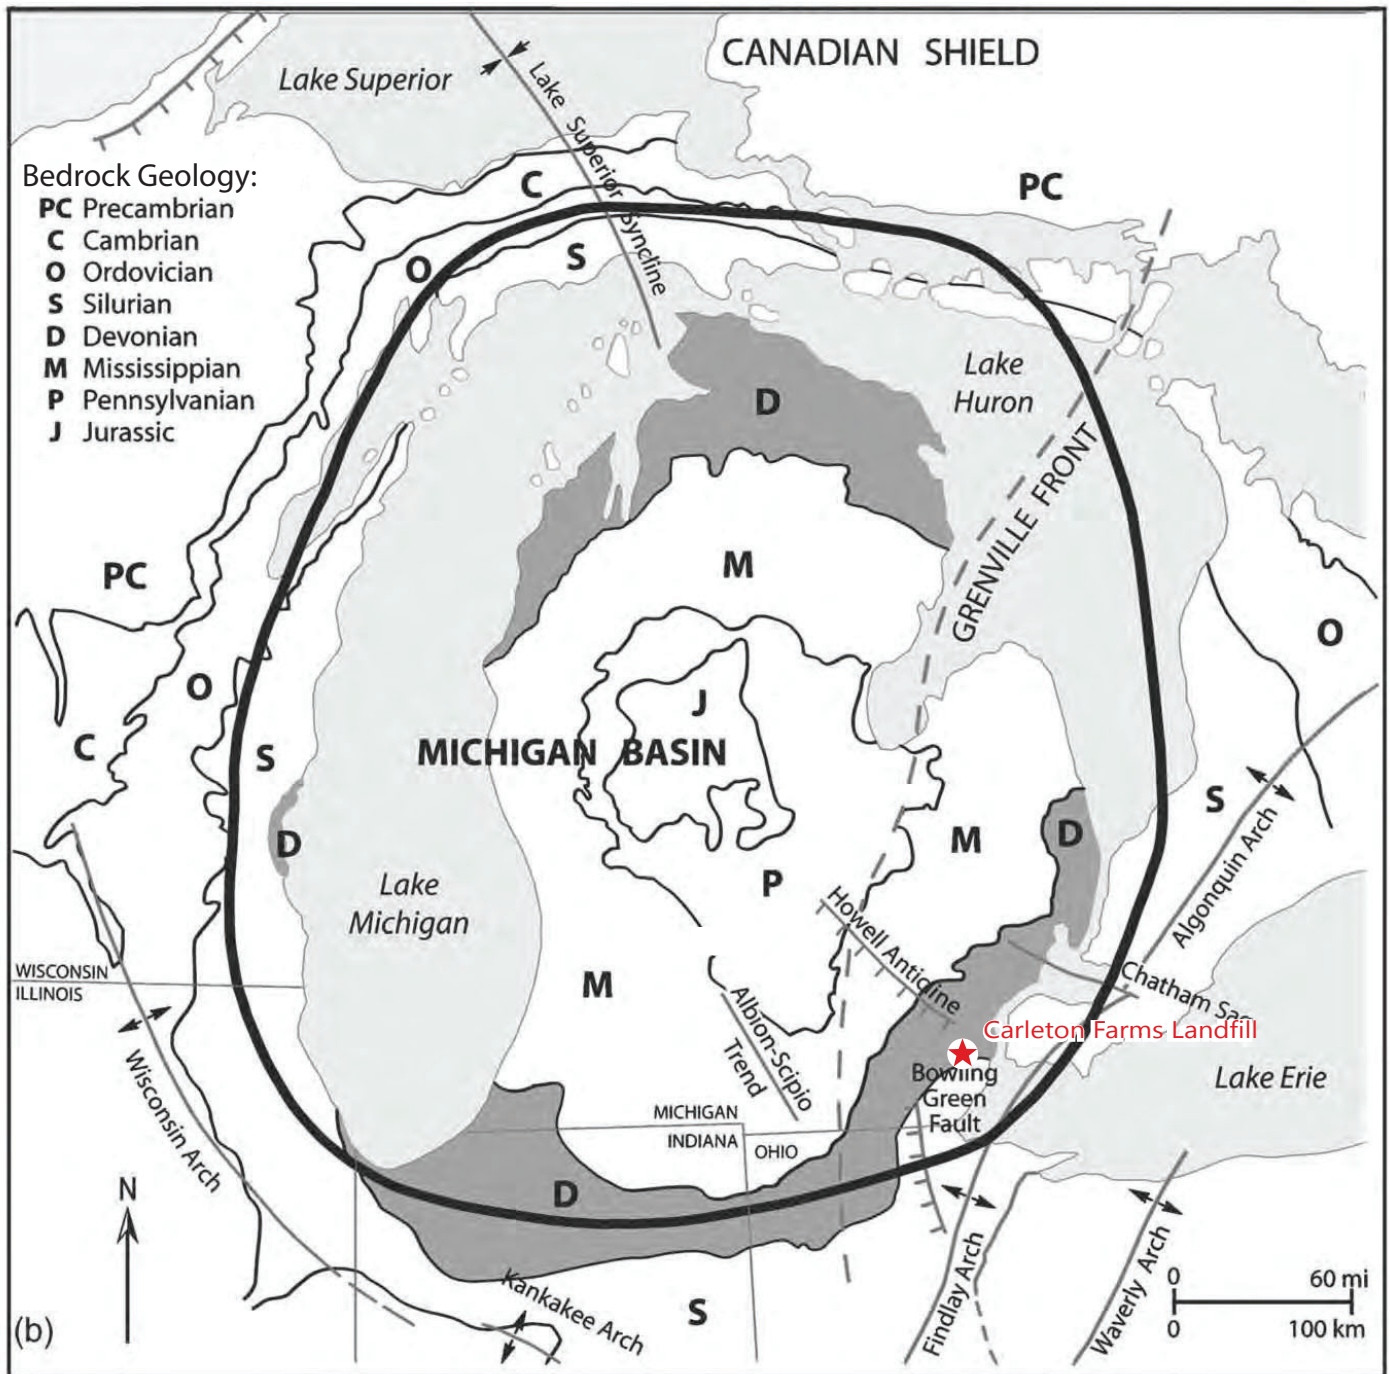 CANADIAN SHIELD
Lake Superior
Lake Superior Syncline
Bedrock Geology:
PC Precambrian
C Cambrian
O Ordovician
S Silurian
D Devonian
M Mississippian
P Pennsylvanian
J Jurassic
C
PC
O
S
Lake
Huron
D
GRENVILLE FRONT
M
PC
O
O
J
C
S
MICHIGAN BASIN
S
D
M
D
Algonquin Arch
P
Lake
Michigan
Howell Anticline
WISCONSIN
ILLINOIS
M
Albion-Scipio
Trend
Chatham Sag
Carleton Farms Landfill
Bowling
Green
Fault
Lake Erie
Wisconsin Arch
MICHIGAN
INDIANA
OHIO
N
D
Kankakee Arch
S
Findlay Arch
Waverly Arch
0 60 mi
0 100 km
(b)